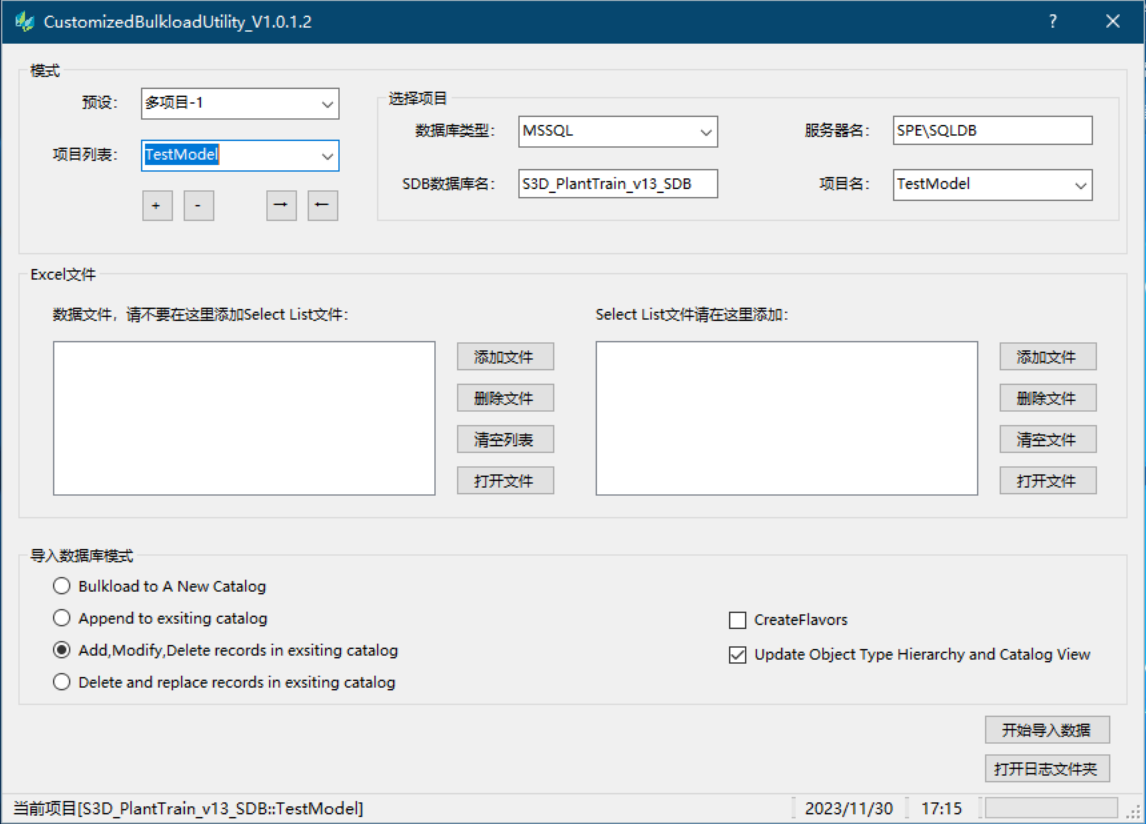 CustomizedBulkloadUtility_V1.0.1.2
?
模式
预设:
多项目-1
项目列表:
TestModel
+
-
→
←
选择项目
数据库类型:
MSSQL
服务器名:
SPE\SQLDB
SDB数据库名:
S3D_PlantTrain_v13_SDB
项目名:
TestModel
Excel文件
数据文件，请不要在这里添加Select List文件:
添加文件
删除文件
清空列表
打开文件
Select List文件请在这里添加:
添加文件
删除文件
清空文件
打开文件
导入数据库模式
Bulkload to A New Catalog
Append to exsiting catalog
Add,Modify,Delete records in exsiting catalog
Delete and replace records in exsiting catalog
CreateFlavors
Update Object Type Hierarchy and Catalog View
开始导入数据
打开日志文件夹
当前项目[S3D_PlantTrain_v13_SDB::TestModel]
2023/11/30
17:15